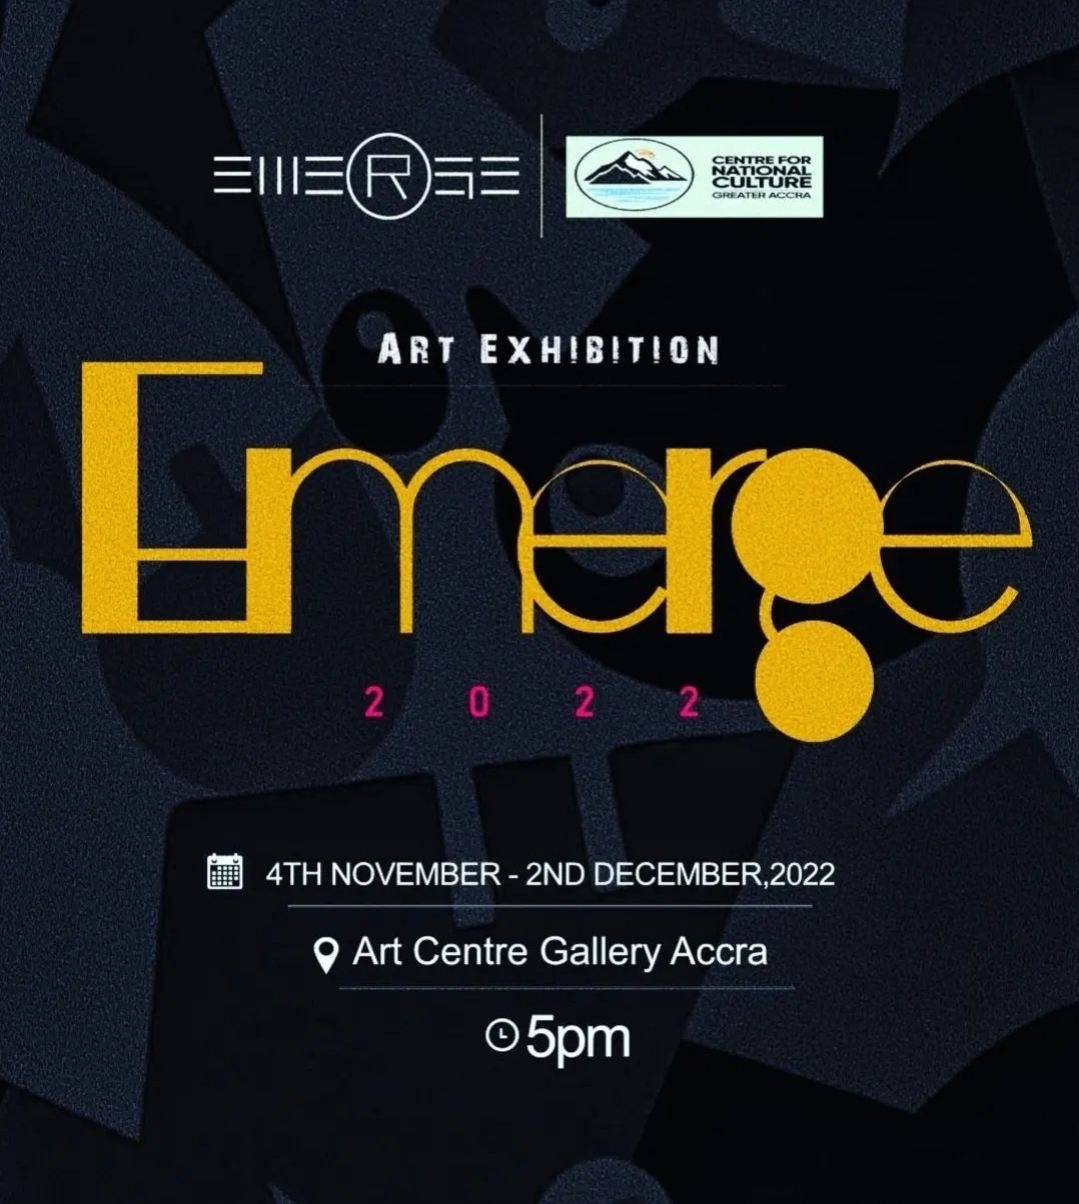 EMERGE
CENTRE FOR
NATIONAL
CULTURE
GREATER ACCRA
ART EXHIBITION
Emerge
2022
4TH NOVEMBER - 2ND DECEMBER,2022
Art Centre Gallery Accra
5pm